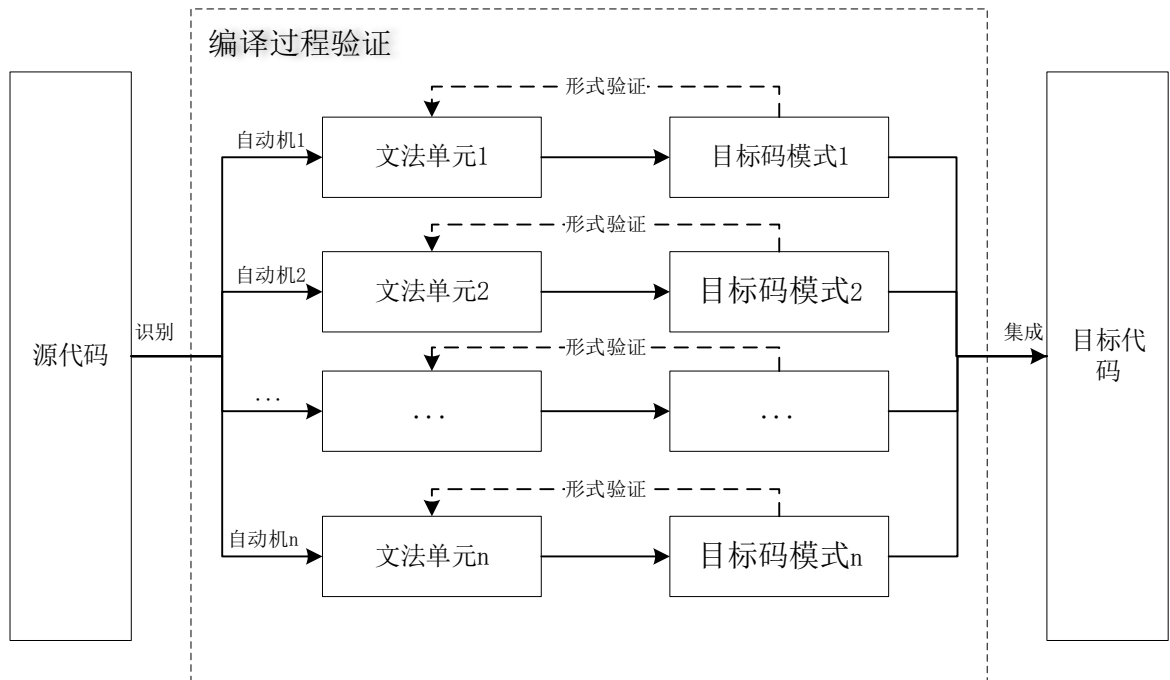 编译过程验证
源代码
识别
自动机1
文法单元1
形式验证
目标码模式1
自动机2
文法单元2
形式验证
目标码模式2
...
...
形式验证
...
自动机n
文法单元n
形式验证
目标码模式n
集成
目标代
码